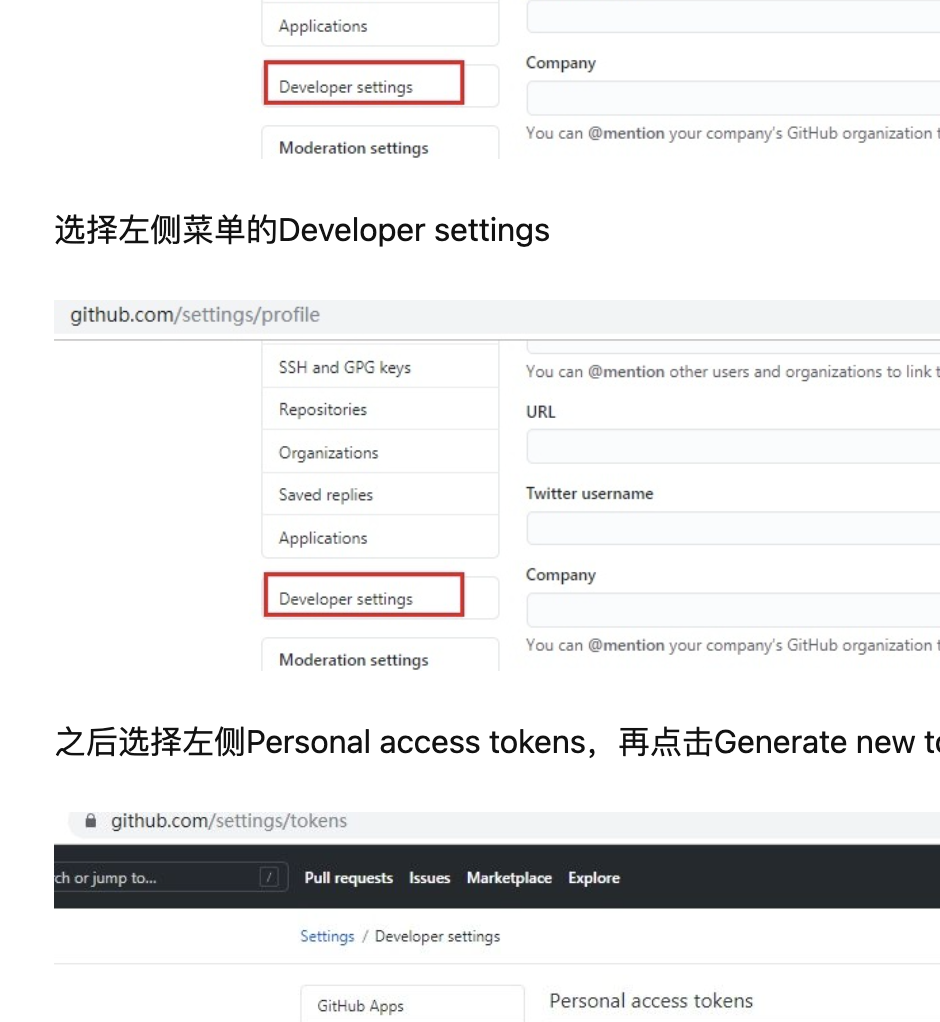 Applications
Company
Developer settings
You can @mention your company's GitHub organization
Moderation settings
选择左侧菜单的Developer settings
github.com/settings/profile
SSH and GPG keys
You can @mention other users and organizations to link
Repositories
URL
Organizations
Saved replies
Twitter username
Applications
Company
Developer settings
You can @mention your company's GitHub organization
Moderation settings
之后选择左侧Personal access tokens，再点击Generate new
github.com/settings/tokens
ch or jump to... / Pull requests Issues Marketplace Explore
Settings / Developer settings
GitHub Apps
Personal access tokens